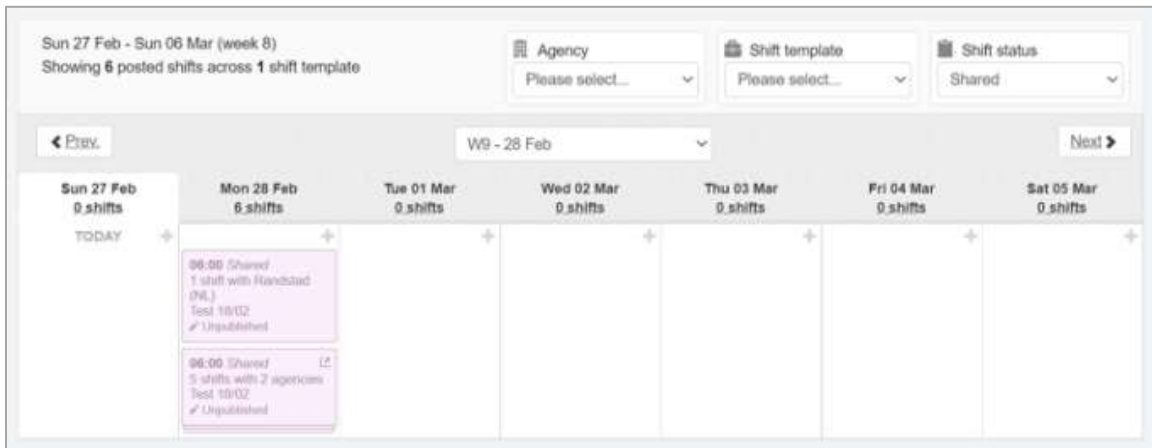 Sun 27 Feb - Sun 06 Mar (week 8)
Showing 6 posted shifts across 1 shift template
Agency
Please select...
Shift template
Please select...
Shift status
Shared
Prev.
W9 - 28 Feb
Next
Sun 27 Feb
0 shifts
Mon 28 Feb
6 shifts
Tue 01 Mar
0 shifts
Wed 02 Mar
0 shifts
Thu 03 Mar
0 shifts
Fri 04 Mar
0 shifts
Sat 05 Mar
0 shifts
TODAY
06:00 Shared
1 shift with Randstad
(NL)
Test 18/02
Unpublished
06:00 Shared
5 shifts with 2 agencies
Test 18/02
Unpublished